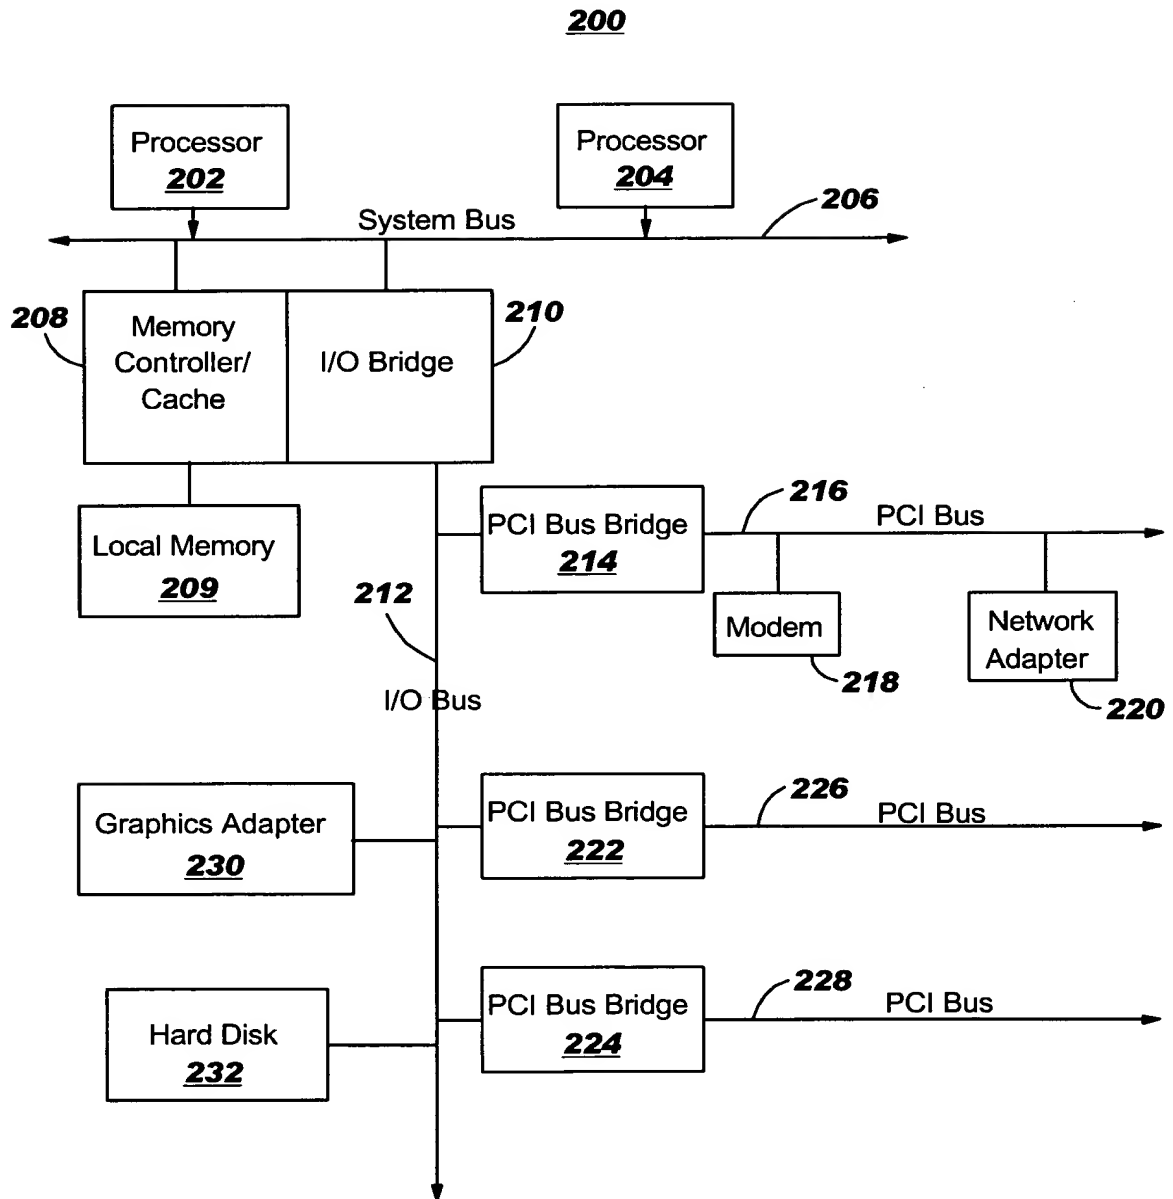 200
Processor
202
Processor
204
System Bus
206
208
Memory
Controller/
Cache
I/O Bridge
210
Local Memory
209
PCI Bus Bridge
214
216
PCI Bus
Modem
218
Network
Adapter
220
212
I/O Bus
Graphics Adapter
230
PCI Bus Bridge
222
226
PCI Bus
Hard Disk
232
PCI Bus Bridge
224
228
PCI Bus